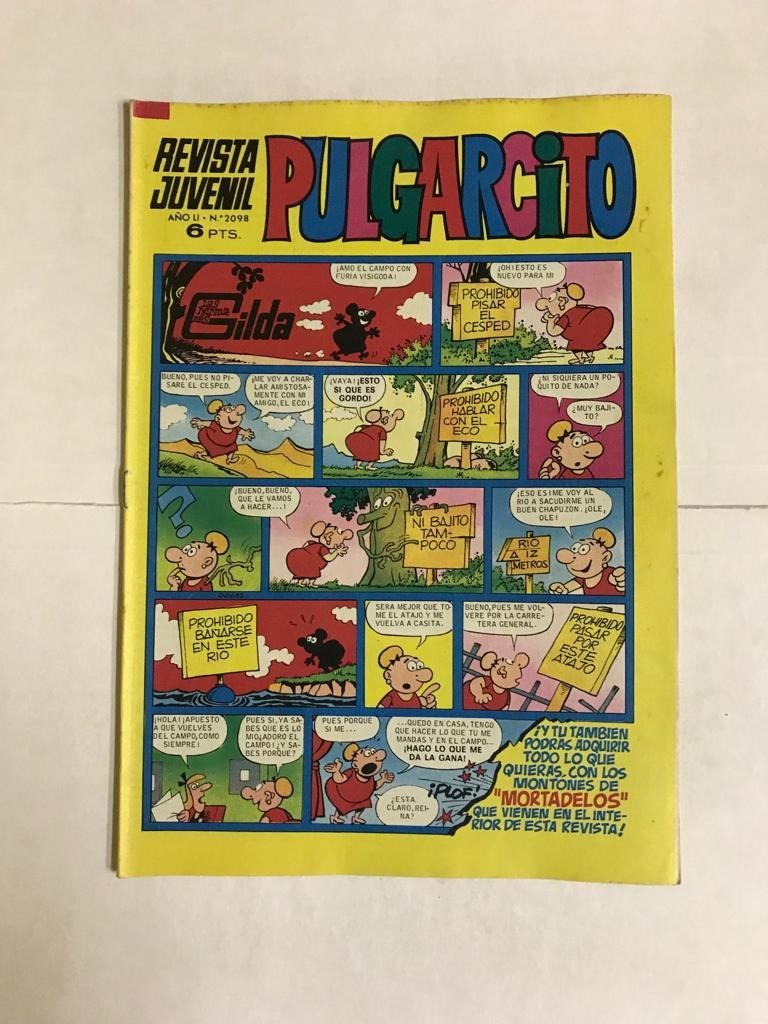 REVISTA
JUVENIL
AÑO LI - N.º 2098
6 PTS.
PULGARCITO
Las
herma
nas
Gilda
¡AMO EL CAMPO CON
FURIA VISIGODA!
¡OH! ESTO ES
NUEVO PARA MI
PROHIBIDO
PISAR
EL
CESPED
BUENO, PUES NO PI-
SARE EL CESPED.
¡ME VOY A CHAR-
LAR AMISTOSA-
MENTE CON MI
AMIGO, EL ECO!
¡VAYA! ¡ESTO
SI QUE ES
GORDO!
PROHIBIDO
HABLAR
CON EL
ECO
¿NI SIQUIERA UN PO-
QUITO DE NADA?
¿MUY BAJI-
TO?
?
¡BUENO, BUENO,
QUE LE VAMOS
A HACER...!
NI BAJITO
TAM-
POCO
¡ESO ES! ME VOY AL
RIO A SACUDIRME UN
BUEN CHAPUZON. ¡OLE,
OLE!
RIO
A 12
METROS
PROHIBIDO
BAÑARSE
EN ESTE
RIO
SERA MEJOR QUE TO-
ME EL ATAJO Y ME
VUELVA A CASITA.
BUENO, PUES ME VOL-
VERE POR LA CARRE-
TERA GENERAL.
PROHIBIDO
PASAR
POR
ESTE
ATAJO
¡HOLA! ¡APUESTO
A QUE VUELVES
DEL CAMPO, COMO
SIEMPRE!
PUES SI, YA SA-
BES QUE ES LO
MIO ¡ADORO EL
CAMPO! ¿Y SA-
BES PORQUE?
PUES PORQUE
SI ME...
...QUEDO EN CASA, TENGO
QUE HACER LO QUE TU ME
MANDAS Y EN EL CAMPO...
¡HAGO LO QUE ME
DA LA GANA!
¡PLOF!
¿ESTA
CLARO, REI-
NA?
¡Y TU TAMBIEN
PODRAS ADQUIRIR
TODO LO QUE
QUIERAS, CON LOS
MONTONES DE
"MORTADELOS"
QUE VIENEN EN EL INTE-
RIOR DE ESTA REVISTA!